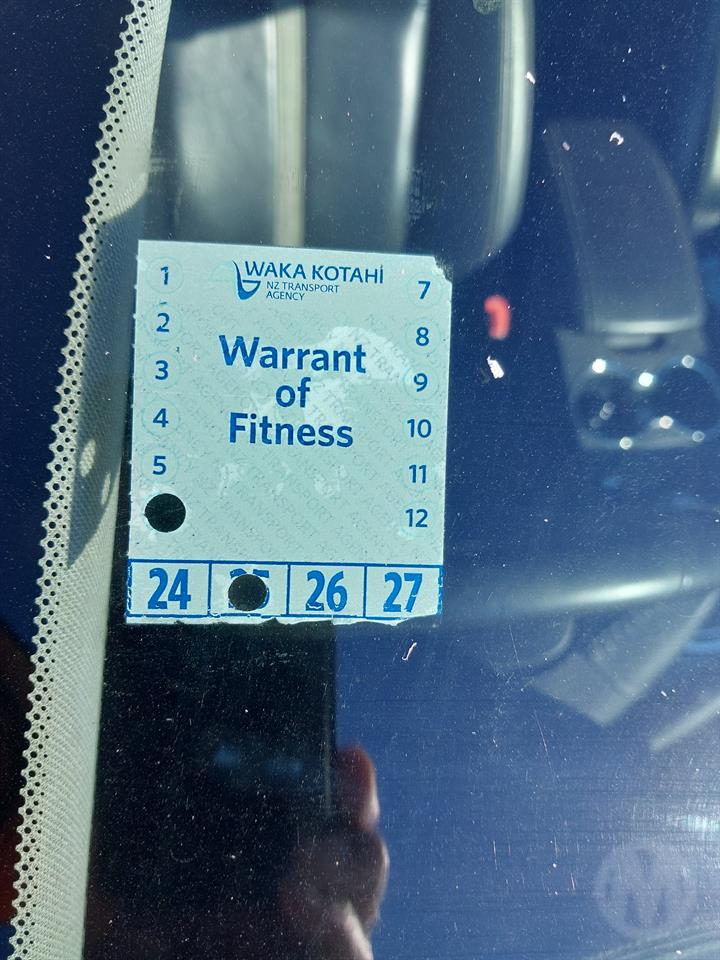 WAKA KOTAHI
NZ TRANSPORT
AGENCY
Warrant
of
Fitness
1
2
3
4
5
7
8
9
10
11
12
24 25 26 27